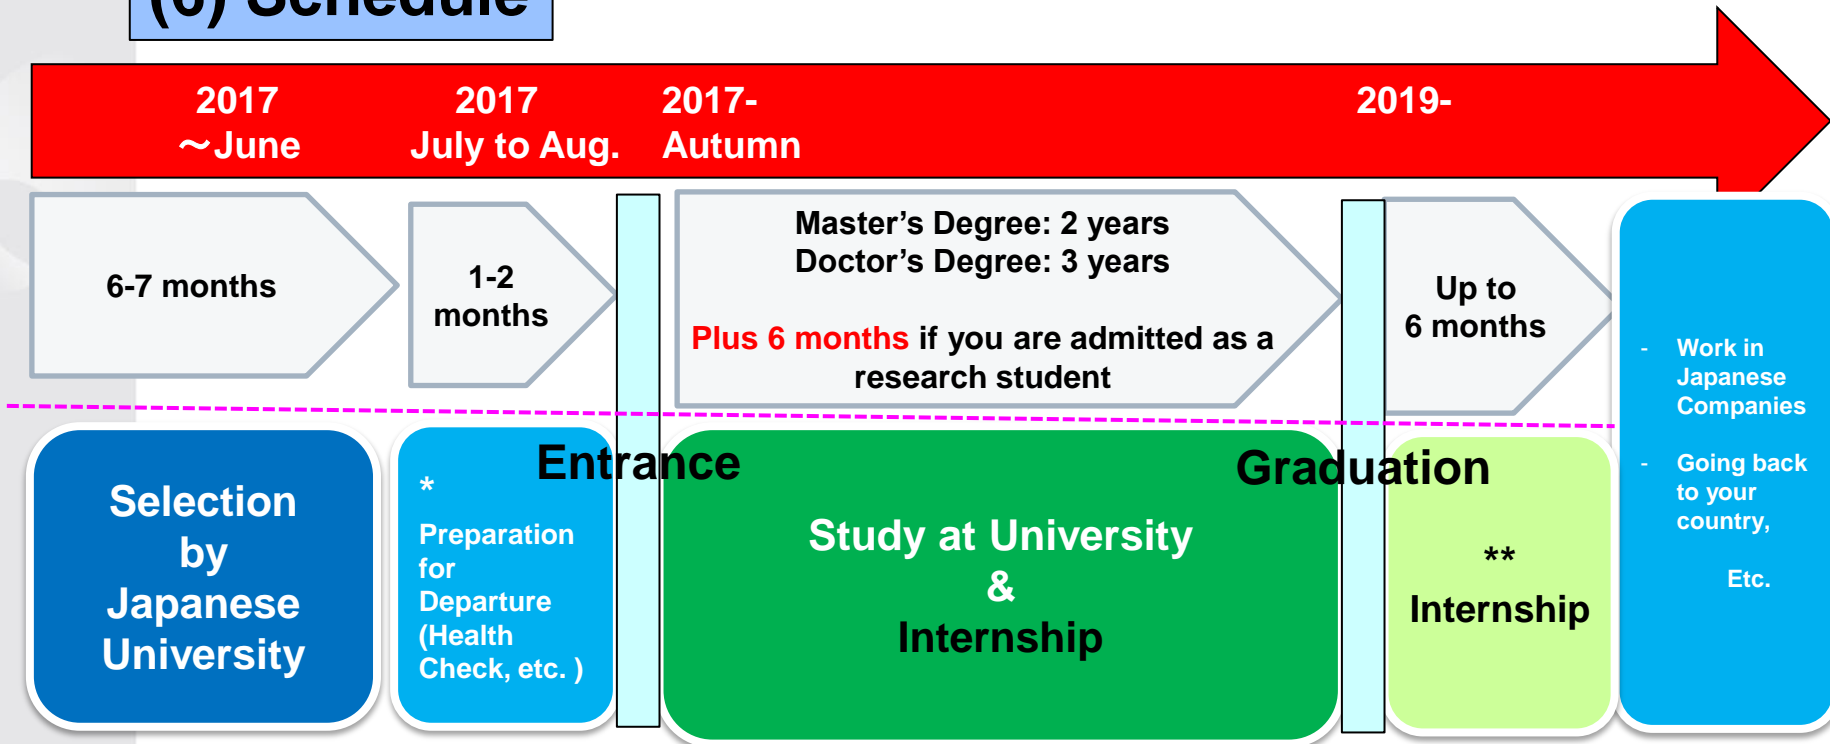 (6) Schedule
2017
～June
2017
July to Aug.
2017-
Autumn
2019-
6-7 months
1-2
months
Master’s Degree: 2 years
Doctor’s Degree: 3 years
Plus 6 months if you are admitted as a
research student
Up to
6 months
- Work in
Japanese
Companies
- Going back
to your
country,
Etc.
Selection
by
Japanese
University
*
Preparation
for
Departure
(Health
Check, etc. )
Entrance
Study at University
&
Internship
Graduation
**
Internship